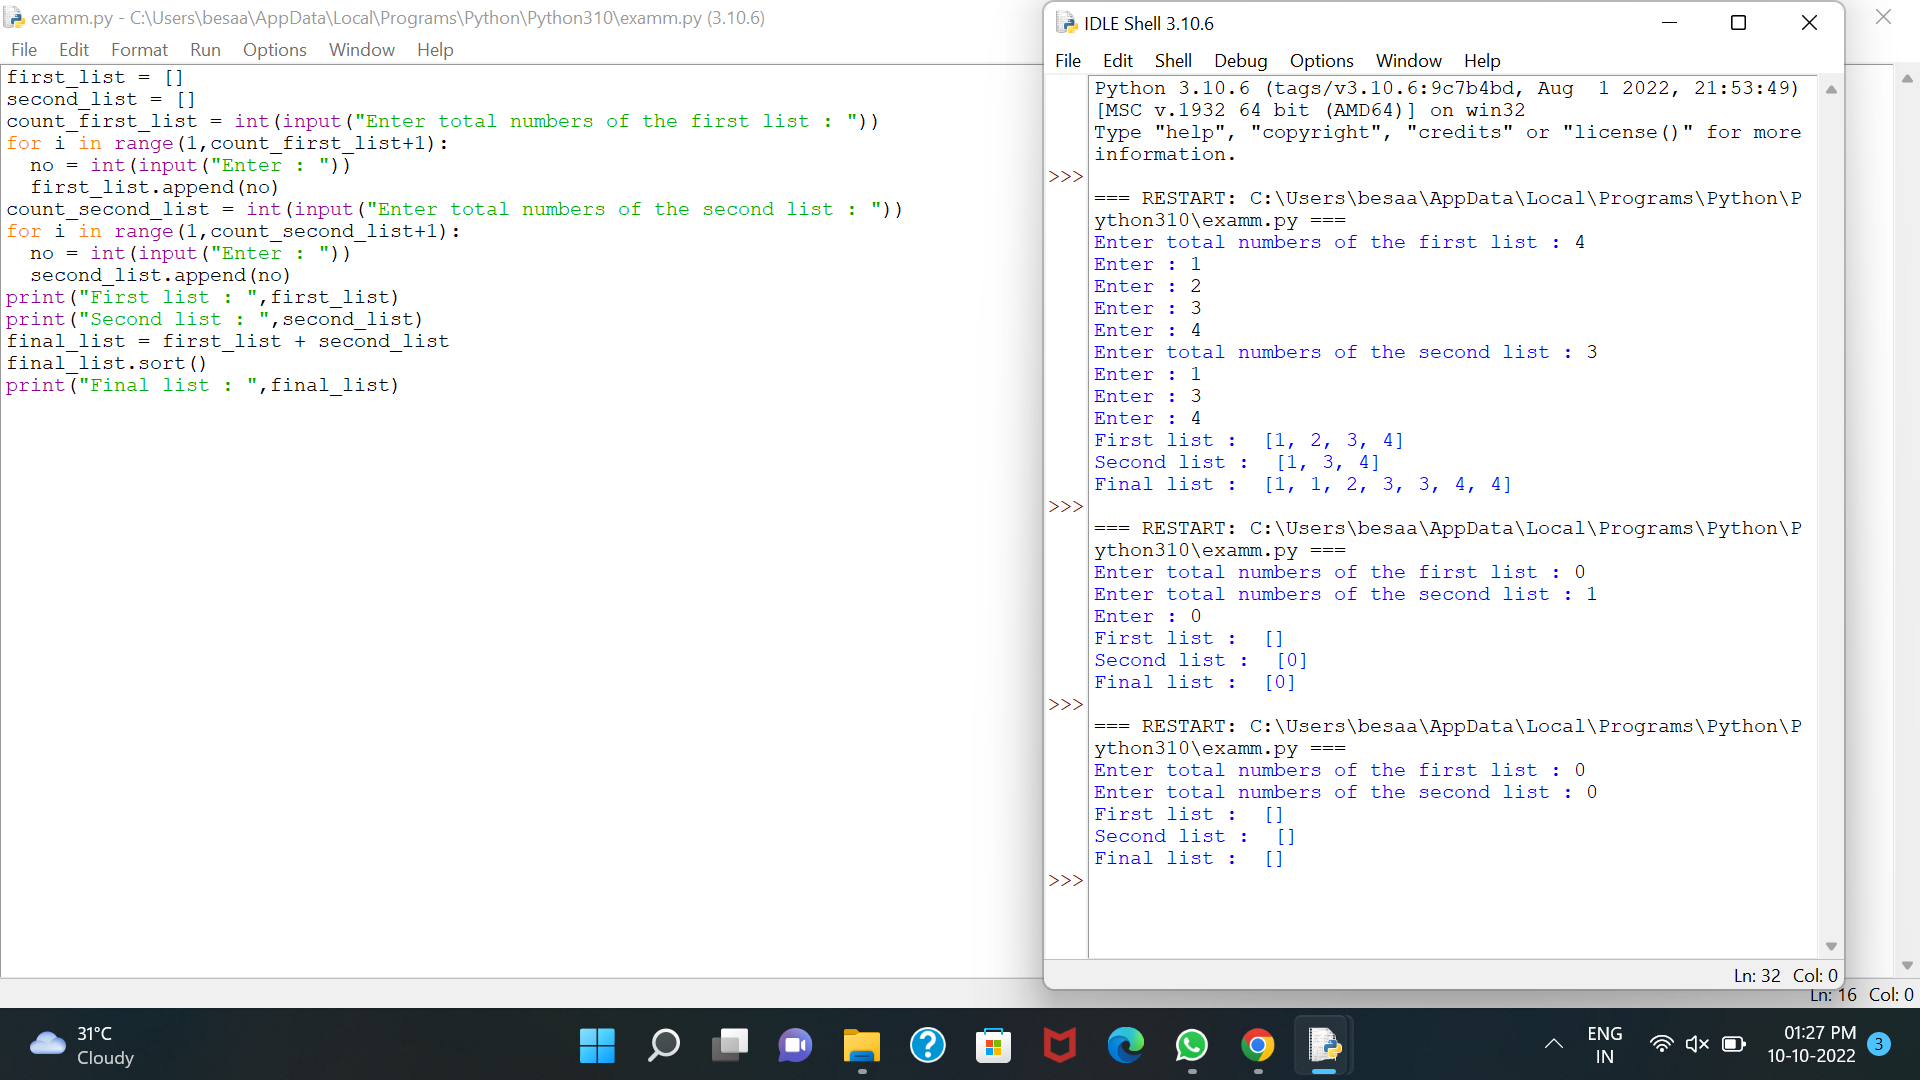 examm.py - C:\Users\besaa\AppData\Local\Programs\Python\Python310\examm.py (3.10.6)
File Edit Format Run Options Window Help
first_list = []
second_list = []
count_first_list = int(input("Enter total numbers of the first list : "))
for i in range(1,count_first_list+1):
  no = int(input("Enter : "))
  first_list.append(no)
count_second_list = int(input("Enter total numbers of the second list : "))
for i in range(1,count_second_list+1):
  no = int(input("Enter : "))
  second_list.append(no)
print("First list : ",first_list)
print("Second list : ",second_list)
final_list = first_list + second_list
final_list.sort()
print("Final list : ",final_list)
Ln: 16 Col: 0
IDLE Shell 3.10.6
File Edit Shell Debug Options Window Help
Python 3.10.6 (tags/v3.10.6:9c7b4bd, Aug  1 2022, 21:53:49)
[MSC v.1932 64 bit (AMD64)] on win32
Type "help", "copyright", "credits" or "license()" for more
information.
>>>
=== RESTART: C:\Users\besaa\AppData\Local\Programs\Python\P
ython310\examm.py ===
Enter total numbers of the first list : 4
Enter : 1
Enter : 2
Enter : 3
Enter : 4
Enter total numbers of the second list : 3
Enter : 1
Enter : 3
Enter : 4
First list :  [1, 2, 3, 4]
Second list :  [1, 3, 4]
Final list :  [1, 1, 2, 3, 3, 4, 4]
>>>
=== RESTART: C:\Users\besaa\AppData\Local\Programs\Python\P
ython310\examm.py ===
Enter total numbers of the first list : 0
Enter total numbers of the second list : 1
Enter : 0
First list :  []
Second list :  [0]
Final list :  [0]
>>>
=== RESTART: C:\Users\besaa\AppData\Local\Programs\Python\P
ython310\examm.py ===
Enter total numbers of the first list : 0
Enter total numbers of the second list : 0
First list :  []
Second list :  []
Final list :  []
>>>
Ln: 32 Col: 0
31°C
Cloudy
ENG
IN
01:27 PM
10-10-2022
3